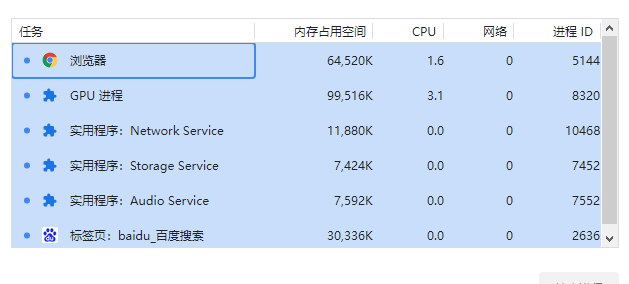 任务 内存占用空间 CPU 网络 进程 ID
浏览器 64,520K 1.6 0 5144
GPU 进程 99,516K 3.1 0 8320
实用程序：Network Service 11,880K 0.0 0 10468
实用程序：Storage Service 7,424K 0.0 0 7452
实用程序：Audio Service 7,592K 0.0 0 7552
标签页：baidu_百度搜索 30,336K 0.0 0 2636